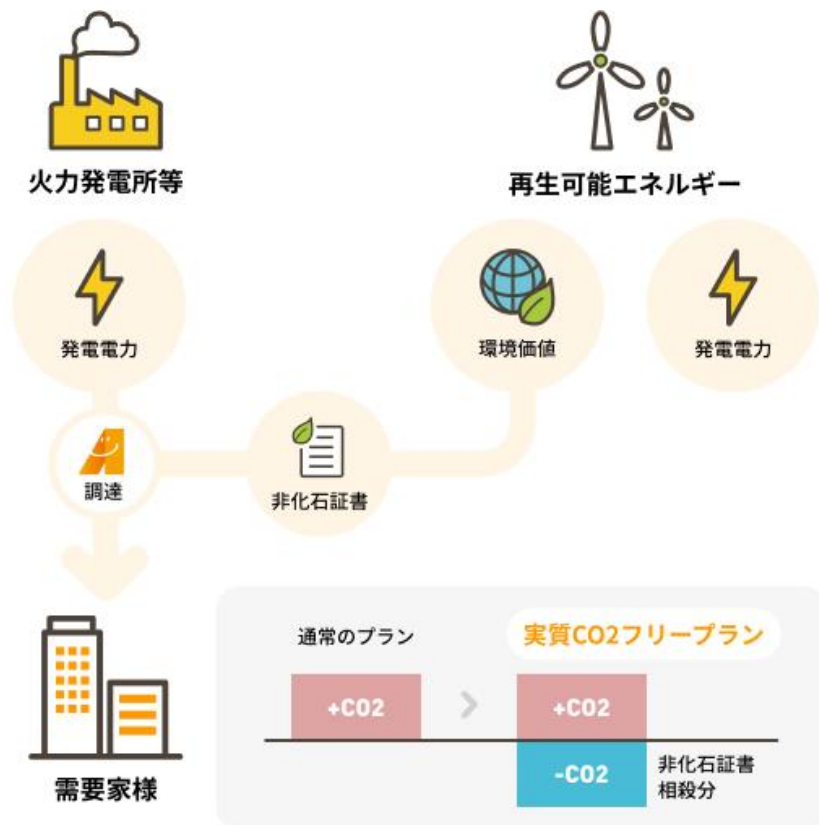 火力発電所等
再生可能エネルギー
発電電力
環境価値
発電電力
調達
非化石証書
通常のプラン
実質CO2フリープラン
+CO2
+CO2
-CO2
非化石証書
相殺分
需要家様